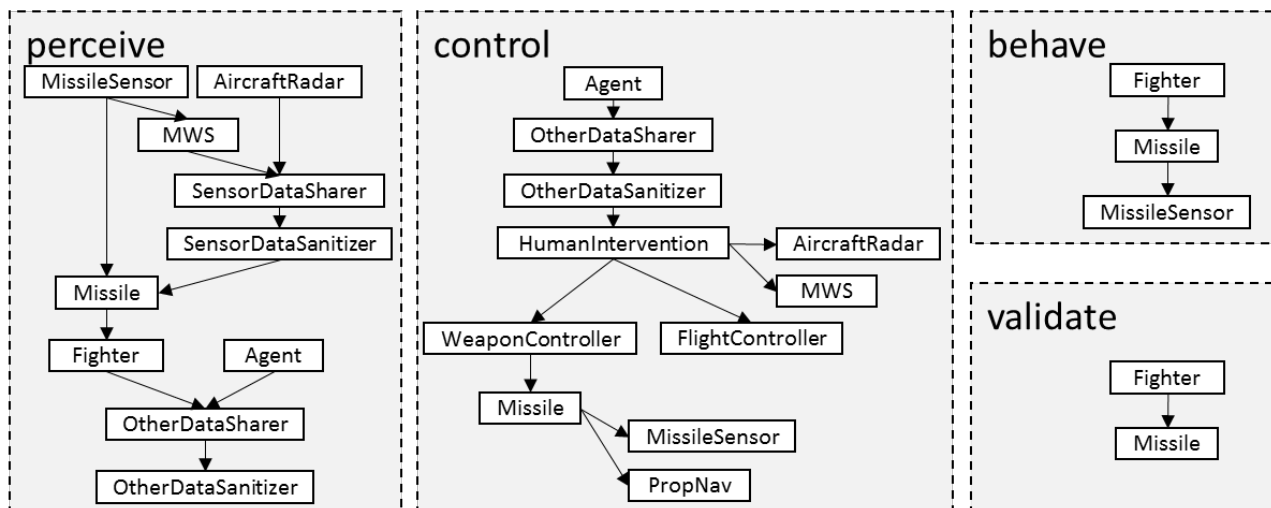 perceive
MissileSensor
AircraftRadar
MWS
SensorDataSharer
SensorDataSanitizer
Missile
Fighter
Agent
OtherDataSharer
OtherDataSanitizer
control
Agent
OtherDataSharer
OtherDataSanitizer
HumanIntervention
AircraftRadar
MWS
WeaponController
FlightController
Missile
MissileSensor
PropNav
behave
Fighter
Missile
MissileSensor
validate
Fighter
Missile